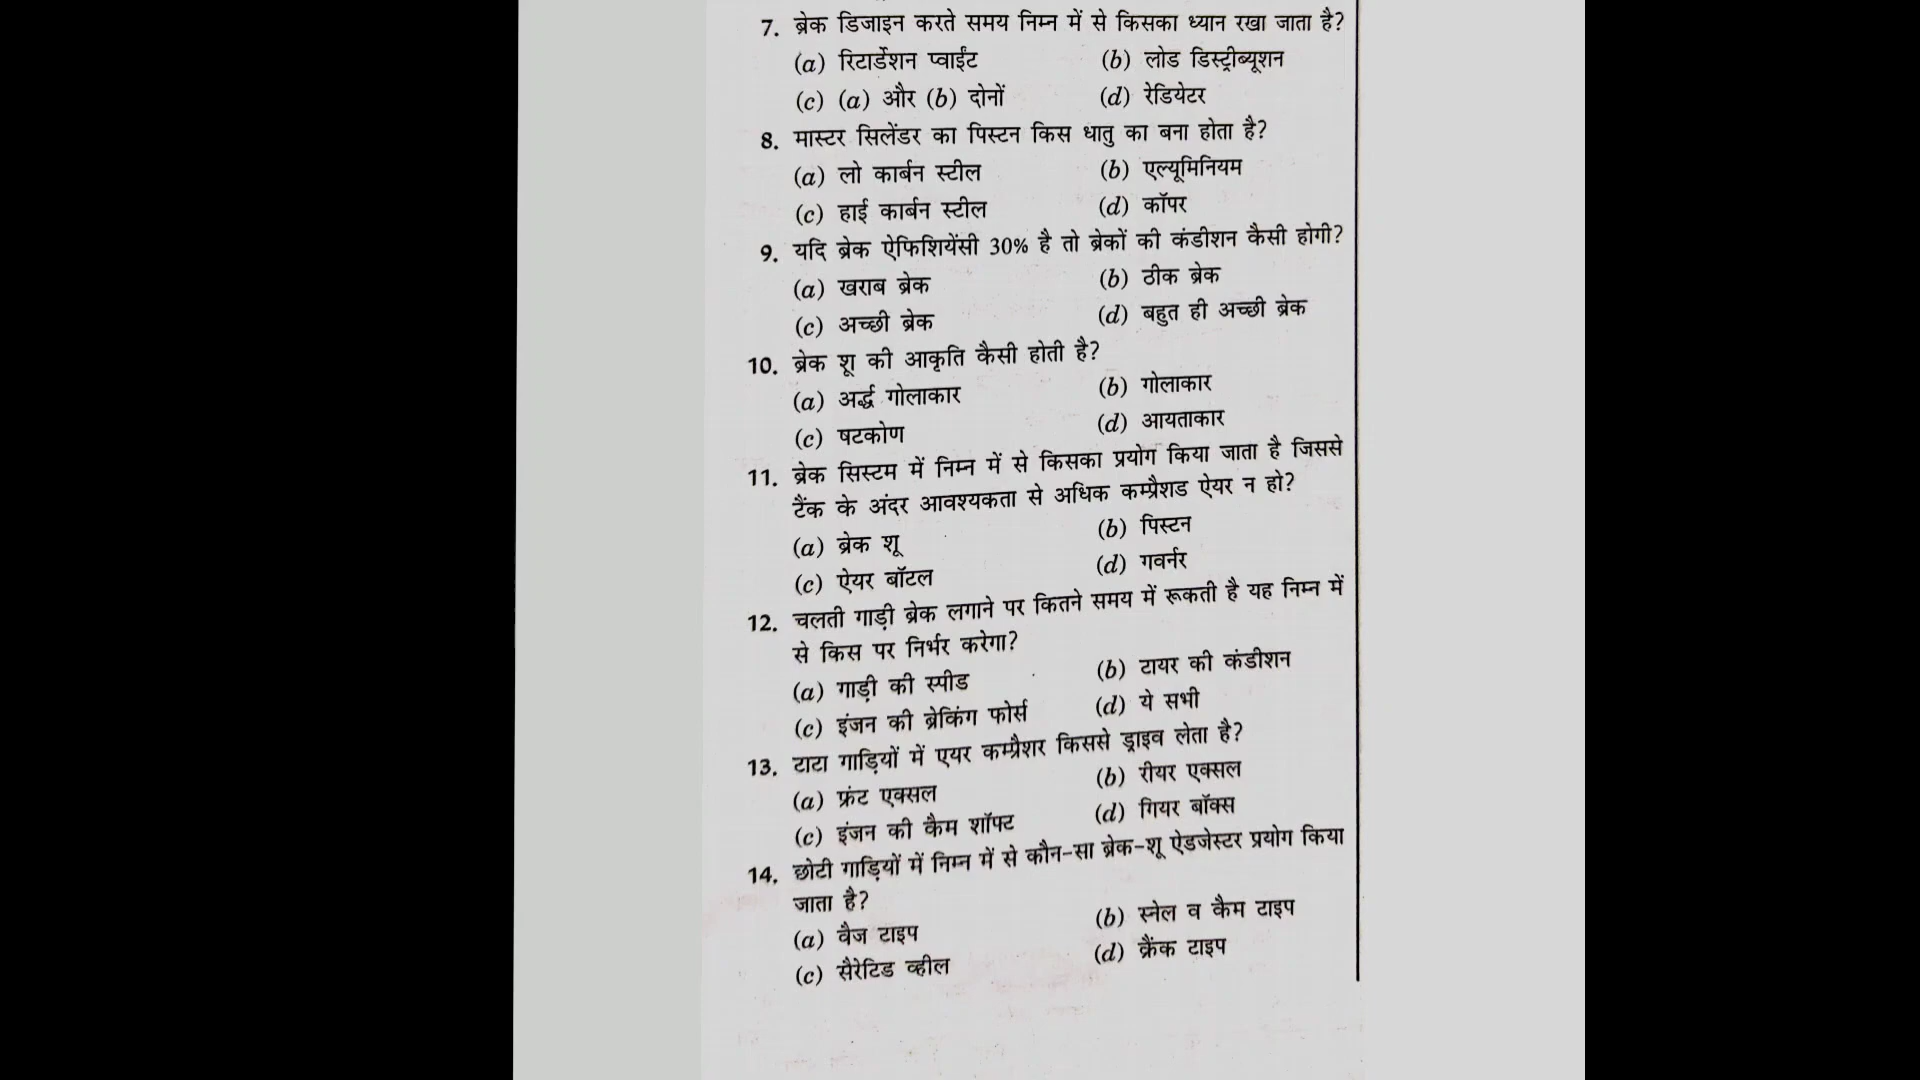 7. ब्रेक डिजाइन करते समय निम्न में से किसका ध्यान रखा जाता है?
(a) रिटार्डेशन प्वाईंट (b) लोड डिस्ट्रीब्यूशन
(c) (a) और (b) दोनों (d) रेडियेटर
8. मास्टर सिलेंडर का पिस्टन किस धातु का बना होता है?
(a) लो कार्बन स्टील (b) एल्यूमिनियम
(c) हाई कार्बन स्टील (d) कॉपर
9. यदि ब्रेक ऐफिशियेंसी 30% है तो ब्रेकों की कंडीशन कैसी होगी?
(a) खराब ब्रेक (b) ठीक ब्रेक
(c) अच्छी ब्रेक (d) बहुत ही अच्छी ब्रेक
10. ब्रेक शू की आकृति कैसी होती है?
(a) अर्द्ध गोलाकार (b) गोलाकार
(c) षटकोण (d) आयताकार
11. ब्रेक सिस्टम में निम्न में से किसका प्रयोग किया जाता है जिससे
टैंक के अंदर आवश्यकता से अधिक कम्प्रैशड ऐयर न हो?
(a) ब्रेक शू (b) पिस्टन
(c) ऐयर बॉटल (d) गवर्नर
12. चलती गाड़ी ब्रेक लगाने पर कितने समय में रूकती है यह निम्न में
से किस पर निर्भर करेगा?
(a) गाड़ी की स्पीड (b) टायर की कंडीशन
(c) इंजन की ब्रेकिंग फोर्स (d) ये सभी
13. टाटा गाड़ियों में एयर कम्प्रैशर किससे ड्राइव लेता है?
(a) फ्रंट एक्सल (b) रीयर एक्सल
(c) इंजन की कैम शॉफ्ट (d) गियर बॉक्स
14. छोटी गाड़ियों में निम्न में से कौन-सा ब्रेक-शू ऐडजेस्टर प्रयोग किया
जाता है?
(a) वैज टाइप (b) स्नेल व कैम टाइप
(c) सैरेटिड व्हील (d) क्रैंक टाइप